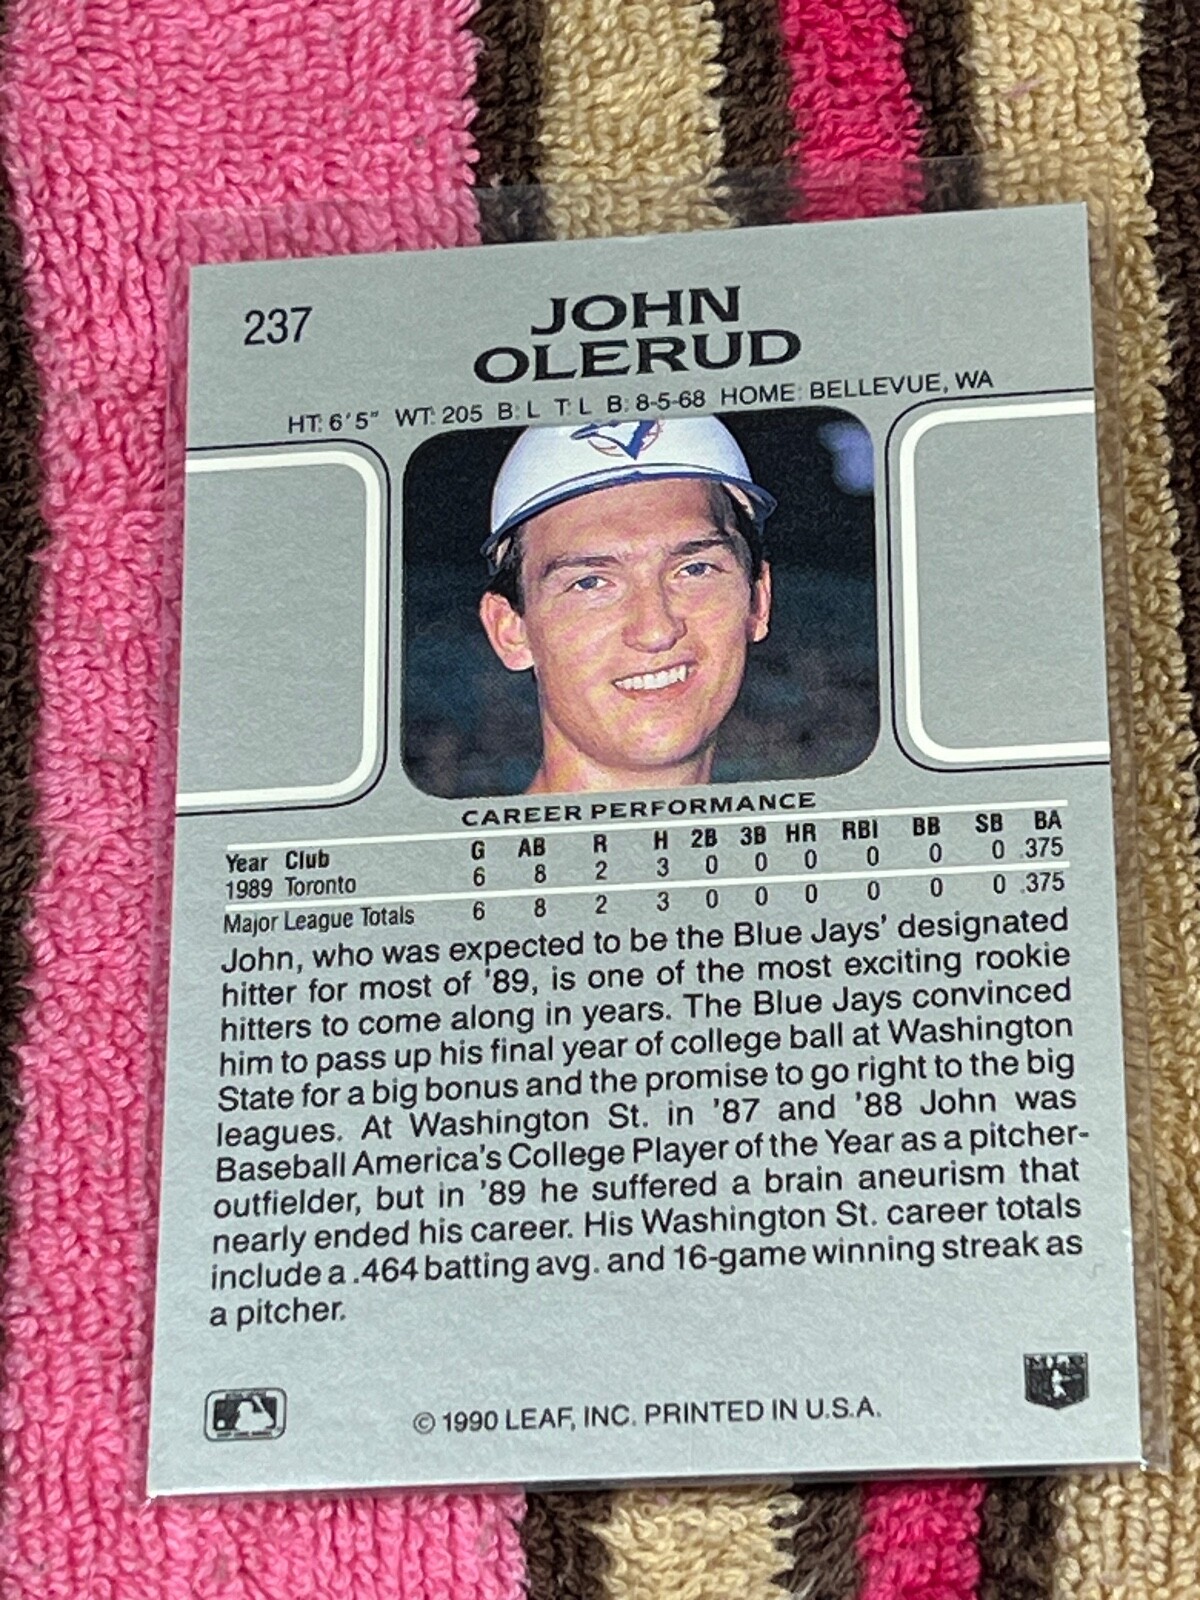 237
JOHN
OLERUD
HT: 6'5" WT: 205 B: L T: L B: 8-5-68 HOME: BELLEVUE, WA
CAREER PERFORMANCE
Year Club G AB R H 2B 3B HR RBI BB SB BA
1989 Toronto 6 8 2 3 0 0 0 0 0 0 .375
Major League Totals 6 8 2 3 0 0 0 0 0 0 .375
John, who was expected to be the Blue Jays' designated
hitter for most of '89, is one of the most exciting rookie
hitters to come along in years. The Blue Jays convinced
him to pass up his final year of college ball at Washington
State for a big bonus and the promise to go right to the big
leagues. At Washington St. in '87 and '88 John was
Baseball America's College Player of the Year as a pitcher-
outfielder, but in '89 he suffered a brain aneurism that
nearly ended his career. His Washington St. career totals
include a .464 batting avg. and 16-game winning streak as
a pitcher.
© 1990 LEAF, INC. PRINTED IN U.S.A.